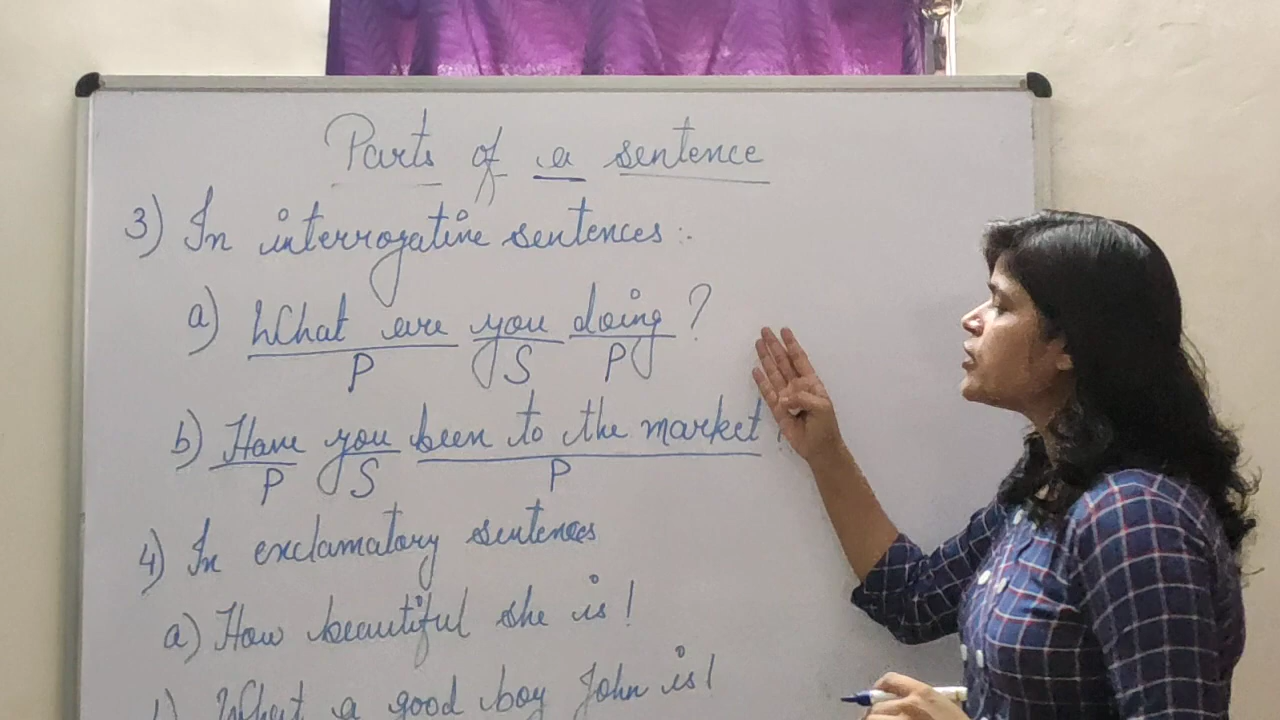 Parts of a sentence
3) In interrogative sentences:-
a) What are you doing?
P S P
b) Have you been to the market
P S P
4) In exclamatory sentences
a) How beautiful she is!
What a good boy John is!